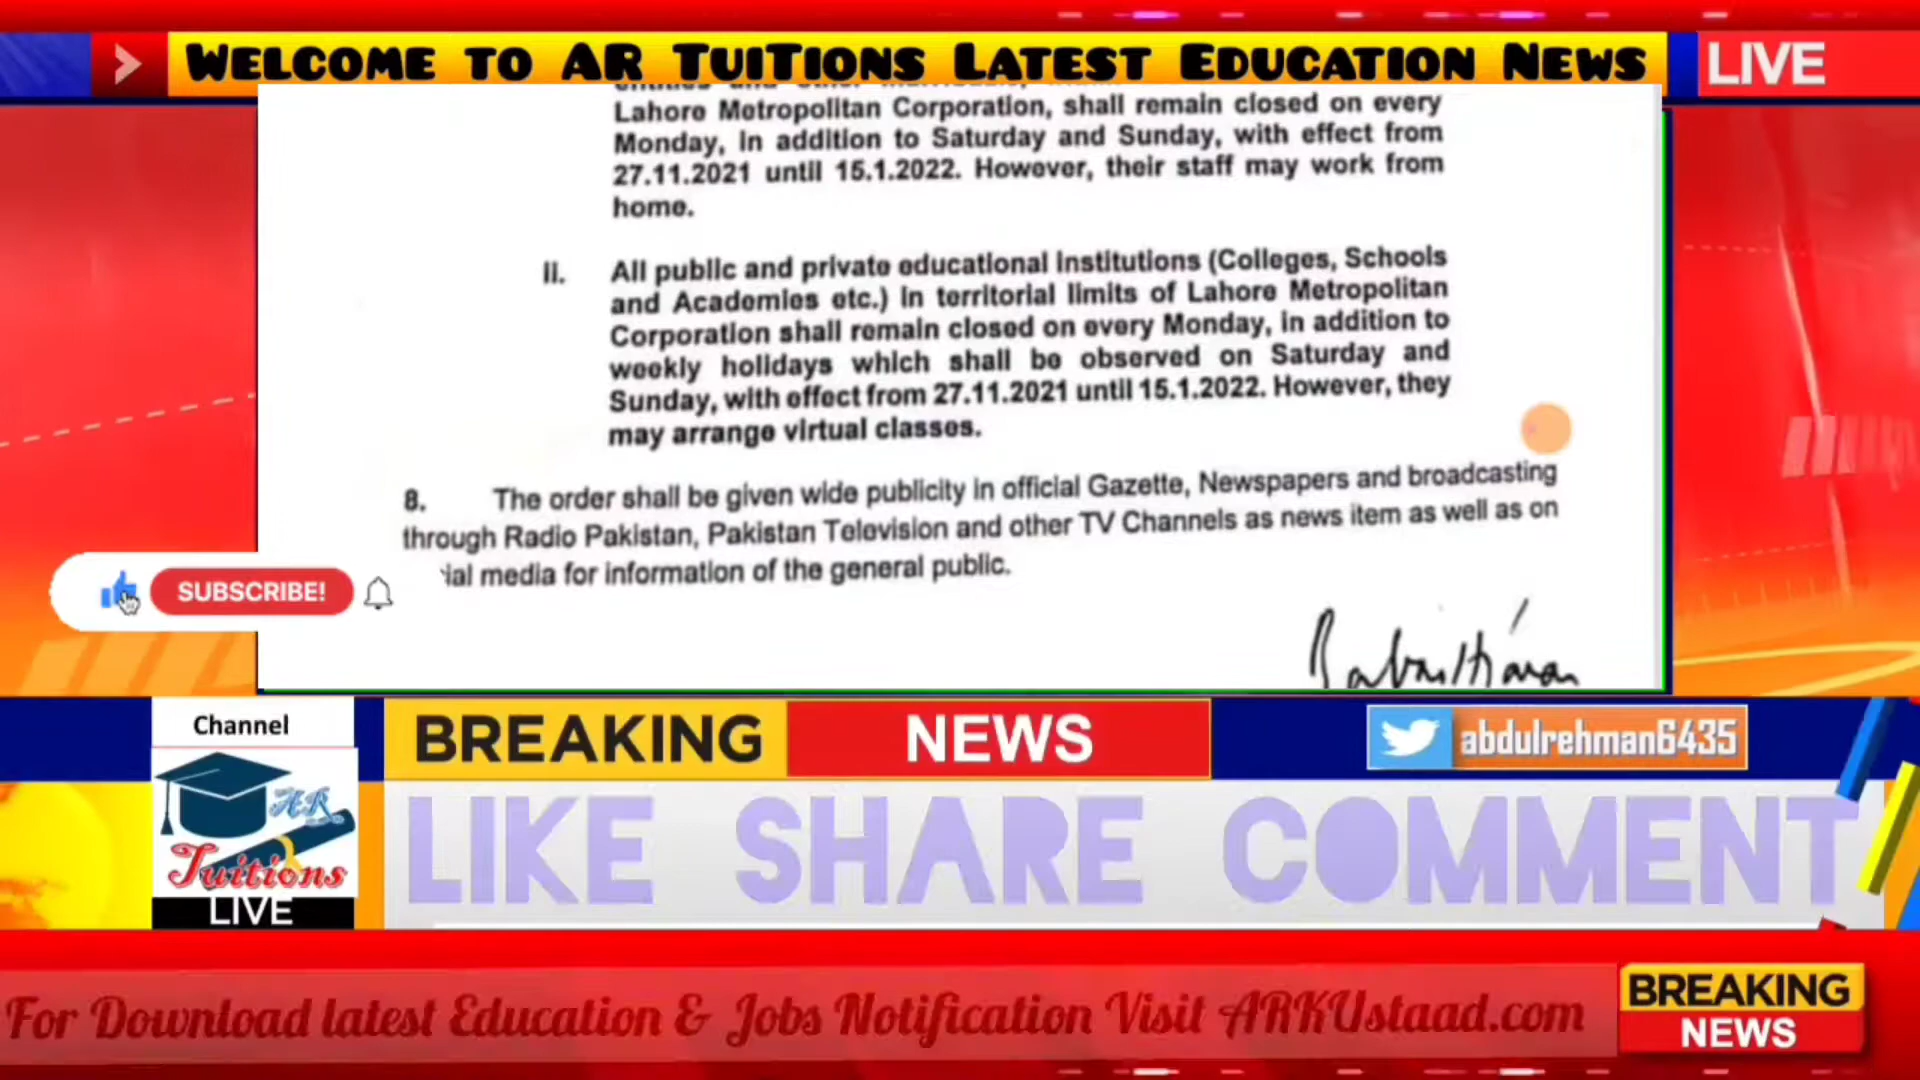 WELCOME TO AR TUITIONS LATEST EDUCATION NEWS
LIVE
Lahore Metropolitan Corporation, shall remain closed on every
Monday, in addition to Saturday and Sunday, with effect from
27.11.2021 until 15.1.2022. However, their staff may work from
home.
ii. All public and private educational institutions (Colleges, Schools
and Academies etc.) in territorial limits of Lahore Metropolitan
Corporation shall remain closed on every Monday, in addition to
weekly holidays which shall be observed on Saturday and
Sunday, with effect from 27.11.2021 until 15.1.2022. However, they
may arrange virtual classes.
8. The order shall be given wide publicity in official Gazette, Newspapers and broadcasting
through Radio Pakistan, Pakistan Television and other TV Channels as news item as well as on
ial media for information of the general public.
SUBSCRIBE!
Channel
AR
Tuitions
LIVE
BREAKING NEWS
abdulrehman6435
LIKE SHARE COMMENT
For Download latest Education & Jobs Notification Visit ARKUstaad.com
BREAKING
NEWS